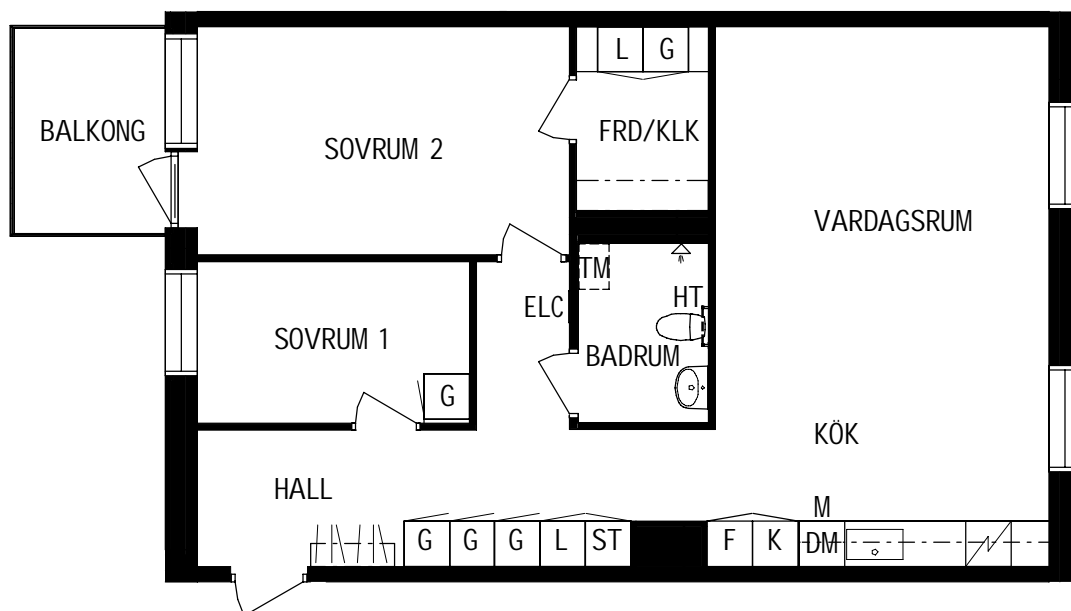 L G
BALKONG
SOVRUM 2
FRD/KLK
VARDAGSRUM
TM
HT
ELC
SOVRUM 1
BADRUM
G
KÖK
HALL
M
G G G L ST F K DM